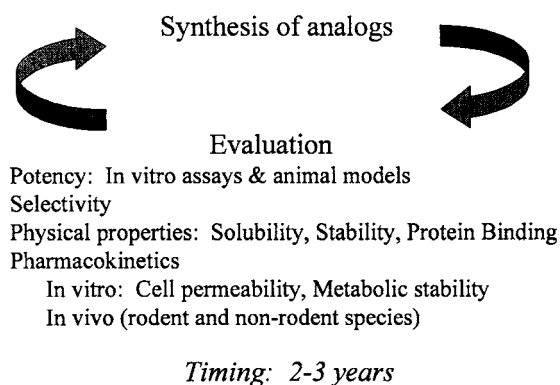 Synthesis of analogs
Evaluation
Potency: In vitro assays & animal models
Selectivity
Physical properties: Solubility, Stability, Protein Binding
Pharmacokinetics
In vitro: Cell permeability, Metabolic stability
In vivo (rodent and non-rodent species)
Timing: 2-3 years